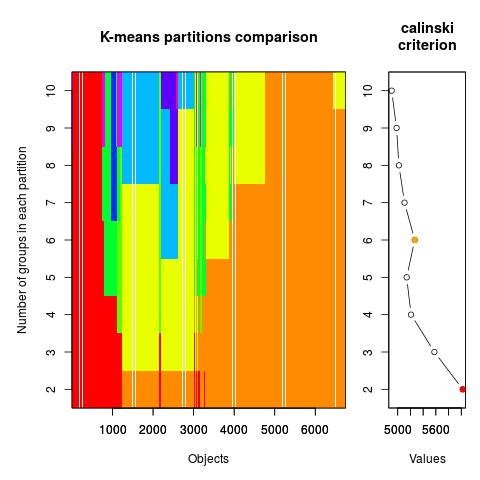 K-means partitions comparison
calinski
criterion
Number of groups in each partition
10
9
8
7
6
5
4
3
2
1000 2000 3000 4000 5000 6000
Objects
10
9
8
7
6
5
4
3
2
5000 5600
Values